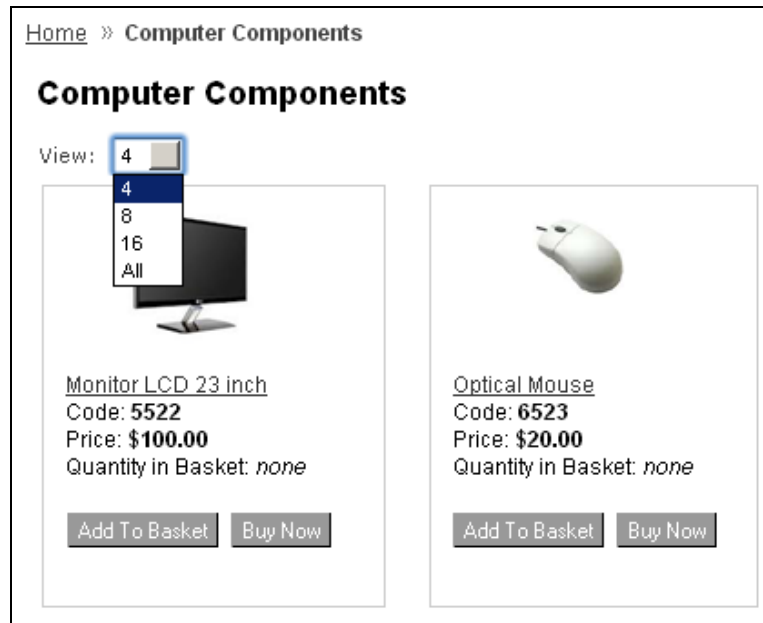 Home » Computer Components
Computer Components
View: 4
4
8
16
All
Monitor LCD 23 inch
Code: 5522
Price: $100.00
Quantity in Basket: none
Add To Basket Buy Now
Optical Mouse
Code: 6523
Price: $20.00
Quantity in Basket: none
Add To Basket Buy Now